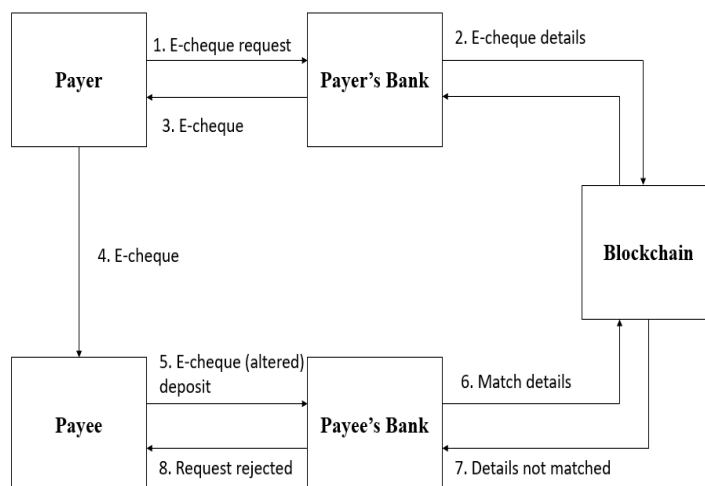 1. E-cheque request
2. E-cheque details
Payer
Payer's Bank
3. E-cheque
Blockchain
4. E-cheque
5. E-cheque (altered)
deposit
6. Match details
Payee
Payee's Bank
8. Request rejected
7. Details not matched